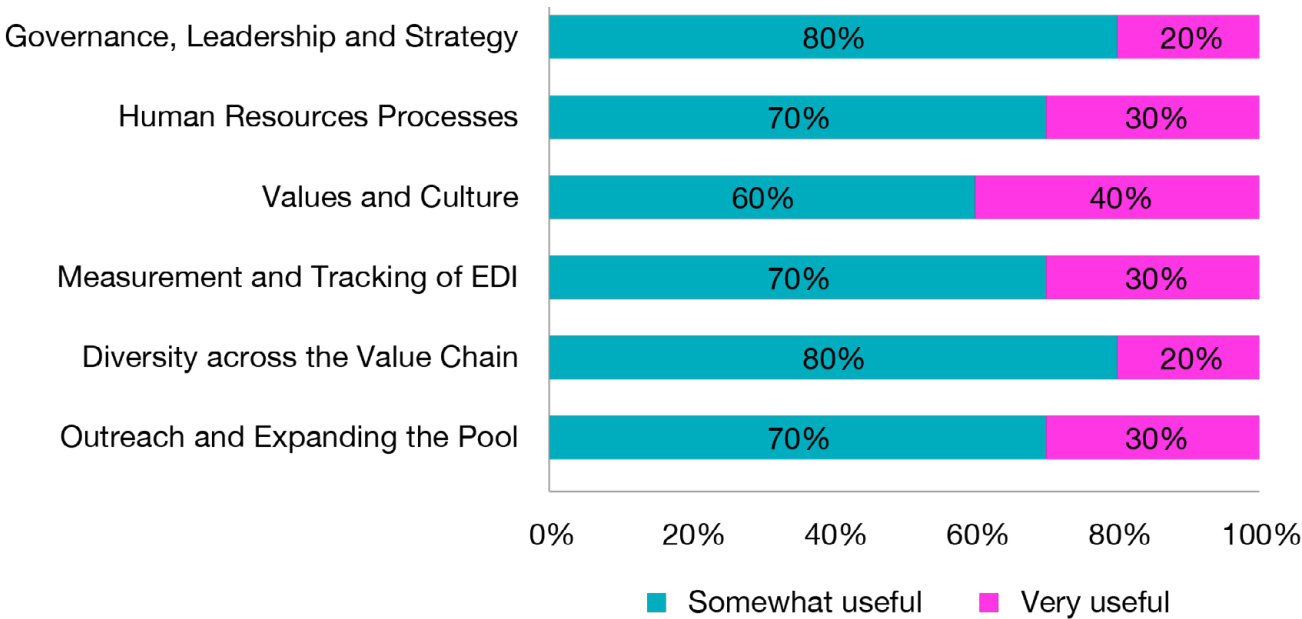 Governance, Leadership and Strategy 80% 20%
Human Resources Processes 70% 30%
Values and Culture 60% 40%
Measurement and Tracking of EDI 70% 30%
Diversity across the Value Chain 80% 20%
Outreach and Expanding the Pool 70% 30%
0% 20% 40% 60% 80% 100%
Somewhat useful Very useful